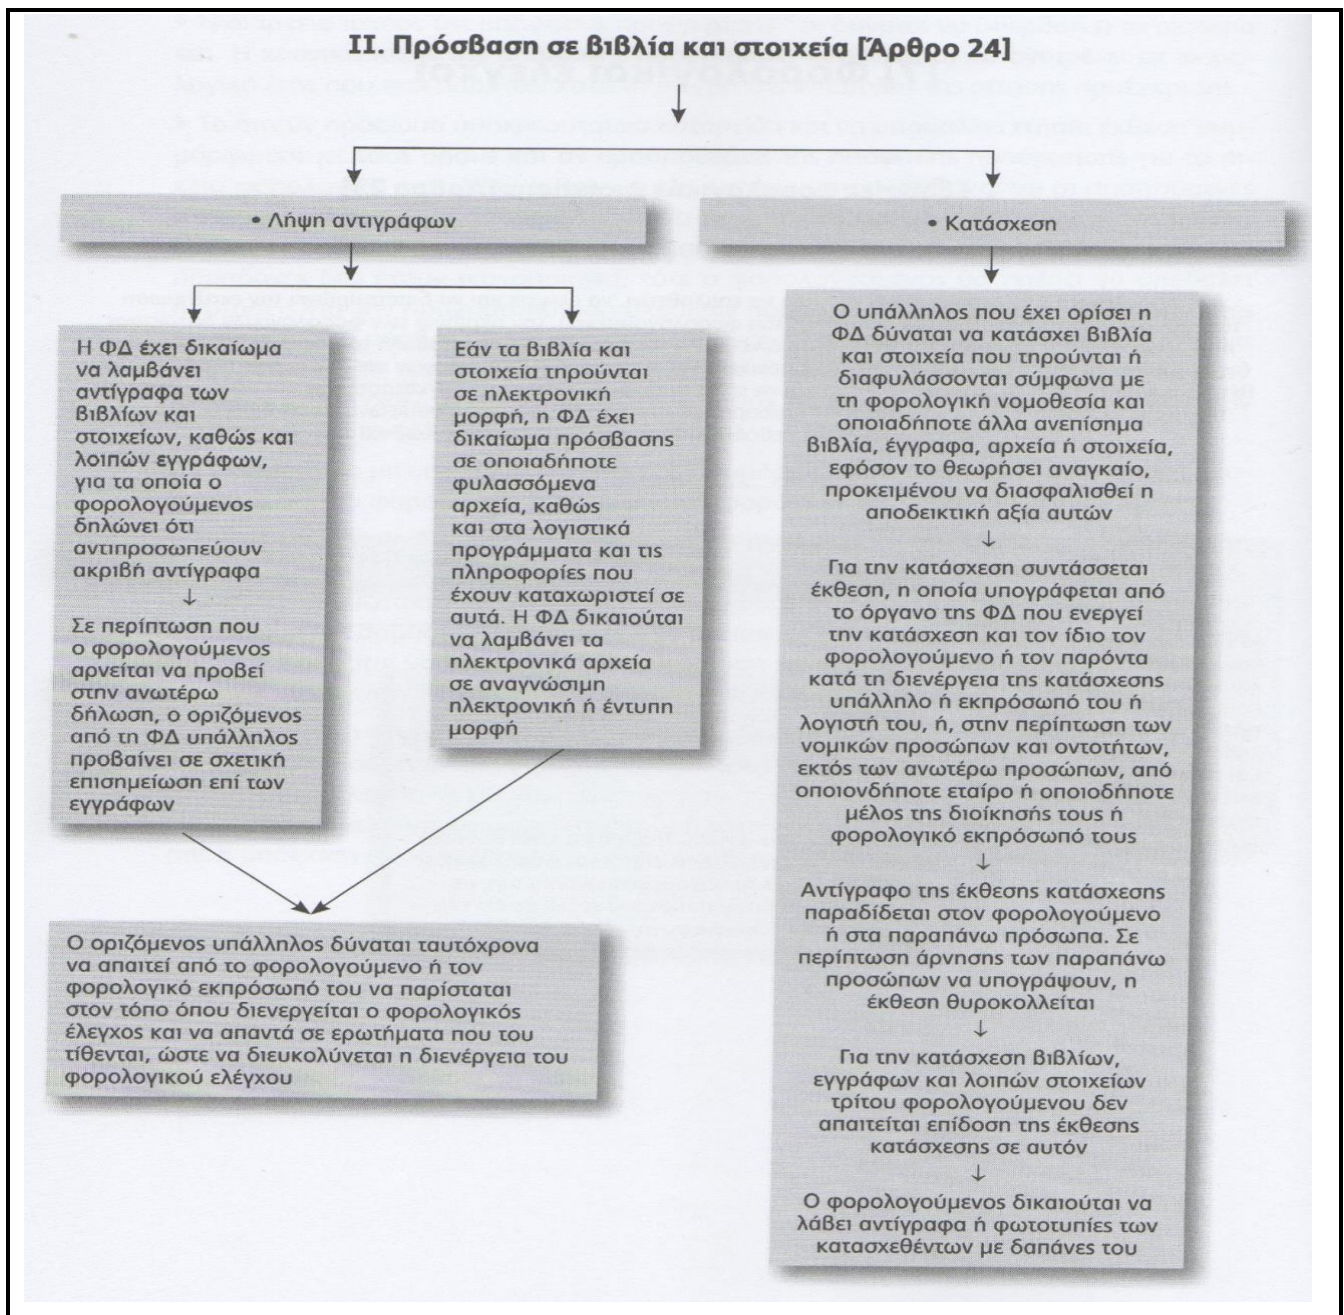 II. Πρόσβαση σε βιβλία και στοιχεία [Άρθρο 24]
• Λήψη αντιγράφων
Η ΦΔ έχει δικαίωμα
να λαμβάνει
αντίγραφα των
βιβλίων και
στοιχείων, καθώς και
λοιπών εγγράφων,
για τα οποία ο
φορολογούμενος
δηλώνει ότι
αντιπροσωπεύουν
ακριβή αντίγραφα
↓
Σε περίπτωση που
ο φορολογούμενος
αρνείται να προβεί
στην ανωτέρω
δήλωση, ο οριζόμενος
από τη ΦΔ υπάλληλος
προβαίνει σε σχετική
επισημείωση επί των
εγγράφων
Εάν τα βιβλία και
στοιχεία τηρούνται
σε ηλεκτρονική
μορφή, η ΦΔ έχει
δικαίωμα πρόσβασης
σε οποιαδήποτε
φυλασσόμενα
αρχεία, καθώς
και στα λογιστικά
προγράμματα και τις
πληροφορίες που
έχουν καταχωριστεί σε
αυτά. Η ΦΔ δικαιούται
να λαμβάνει τα
ηλεκτρονικά αρχεία
σε αναγνώσιμη
ηλεκτρονική ή έντυπη
μορφή
Ο οριζόμενος υπάλληλος δύναται ταυτόχρονα
να απαιτεί από το φορολογούμενο ή τον
φορολογικό εκπρόσωπό του να παρίσταται
στον τόπο όπου διενεργείται ο φορολογικός
έλεγχος και να απαντά σε ερωτήματα που του
τίθενται, ώστε να διευκολύνεται η διενέργεια του
φορολογικού ελέγχου
• Κατάσχεση
Ο υπάλληλος που έχει ορίσει η
ΦΔ δύναται να κατάσχει βιβλία
και στοιχεία που τηρούνται ή
διαφυλάσσονται σύμφωνα με
τη φορολογική νομοθεσία και
οποιαδήποτε άλλα ανεπίσημα
βιβλία, έγγραφα, αρχεία ή στοιχεία,
εφόσον το θεωρήσει αναγκαίο,
προκειμένου να διασφαλισθεί η
αποδεικτική αξία αυτών
↓
Για την κατάσχεση συντάσσεται
έκθεση, η οποία υπογράφεται από
το όργανο της ΦΔ που ενεργεί
την κατάσχεση και τον ίδιο τον
φορολογούμενο ή τον παρόντα
κατά τη διενέργεια της κατάσχεσης
υπάλληλο ή εκπρόσωπό του ή
λογιστή του, ή, στην περίπτωση των
νομικών προσώπων και οντοτήτων,
εκτός των ανωτέρω προσώπων, από
οποιονδήποτε εταίρο ή οποιοδήποτε
μέλος της διοίκησής τους ή
φορολογικό εκπρόσωπό τους
↓
Αντίγραφο της έκθεσης κατάσχεσης
παραδίδεται στον φορολογούμενο
ή στα παραπάνω πρόσωπα. Σε
περίπτωση άρνησης των παραπάνω
προσώπων να υπογράψουν, η
έκθεση θυροκολλείται
↓
Για την κατάσχεση βιβλίων,
εγγράφων και λοιπών στοιχείων
τρίτου φορολογούμενου δεν
απαιτείται επίδοση της έκθεσης
κατάσχεσης σε αυτόν
↓
Ο φορολογούμενος δικαιούται να
λάβει αντίγραφα ή φωτοτυπίες των
κατασχεθέντων με δαπάνες του